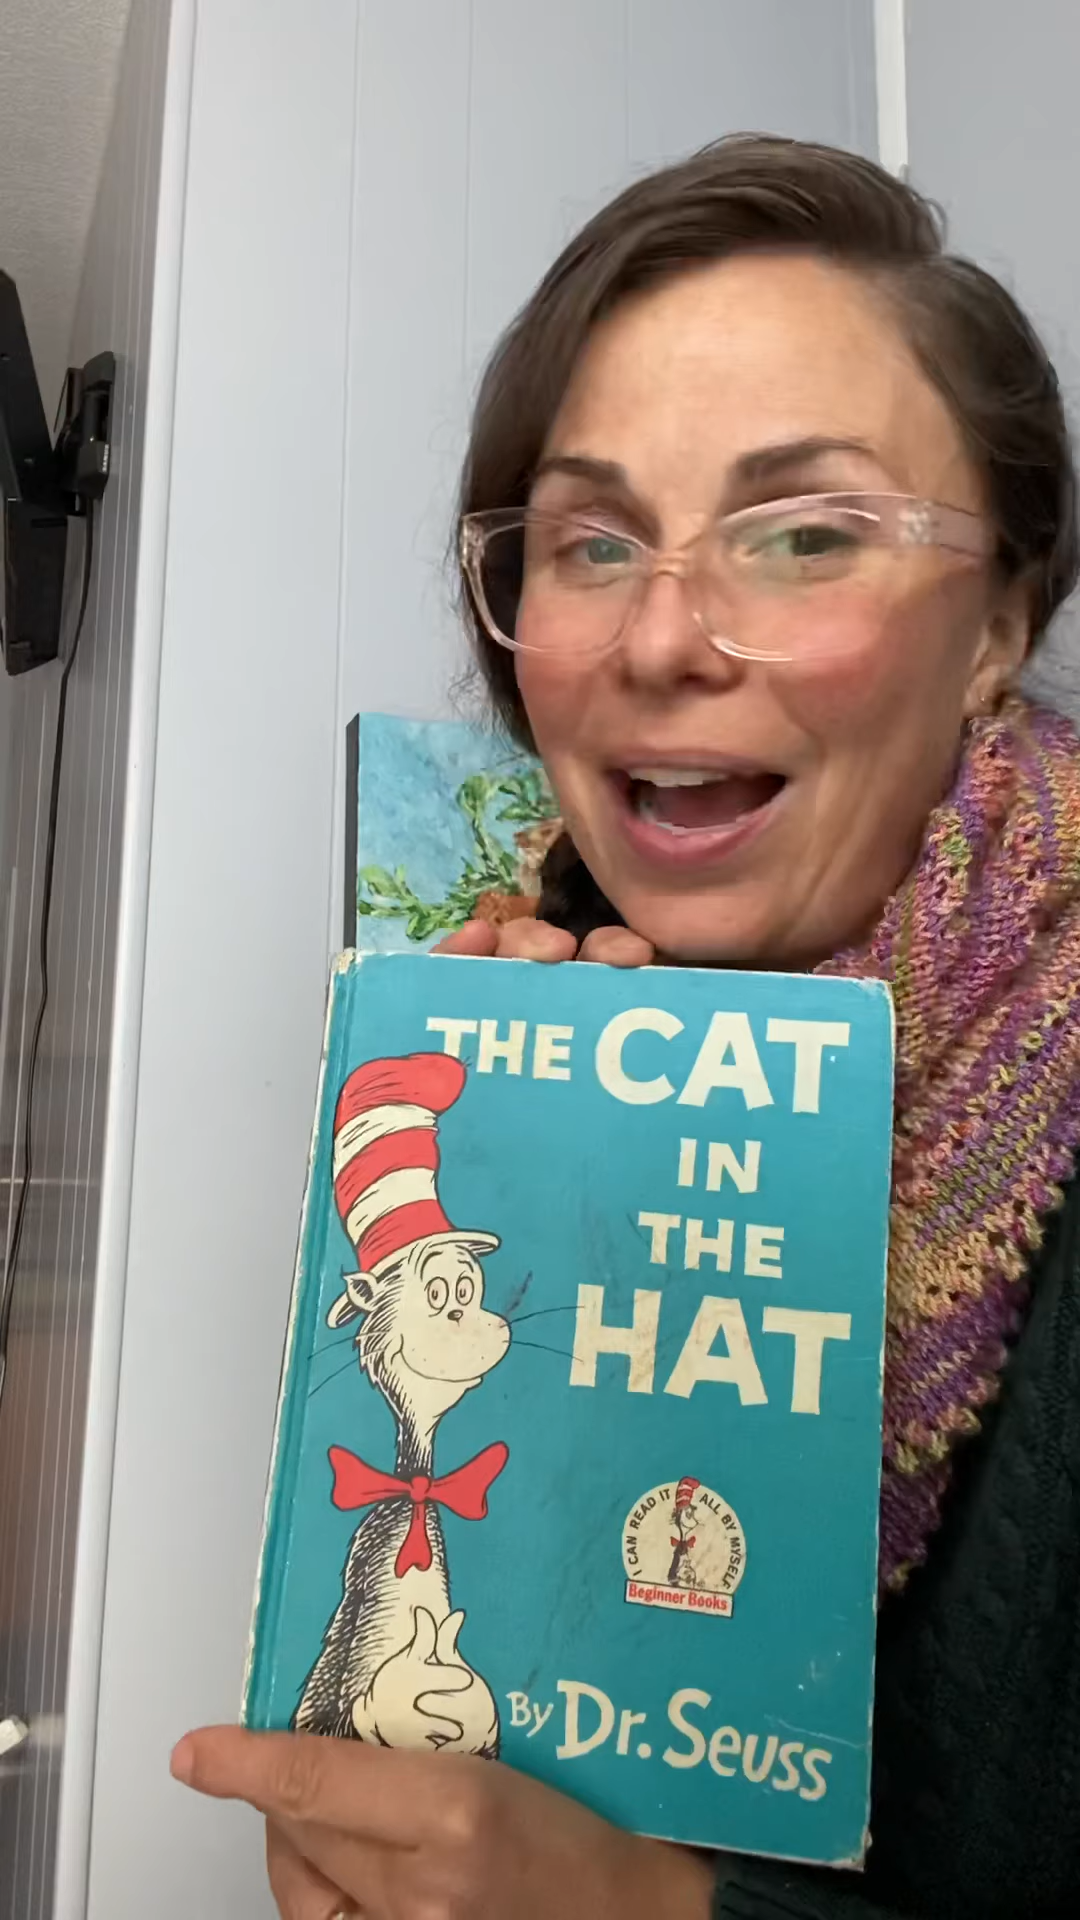 THE CAT
IN
THE
HAT
I CAN READ IT ALL BY MYSELF
Beginner Books
By Dr. Seuss